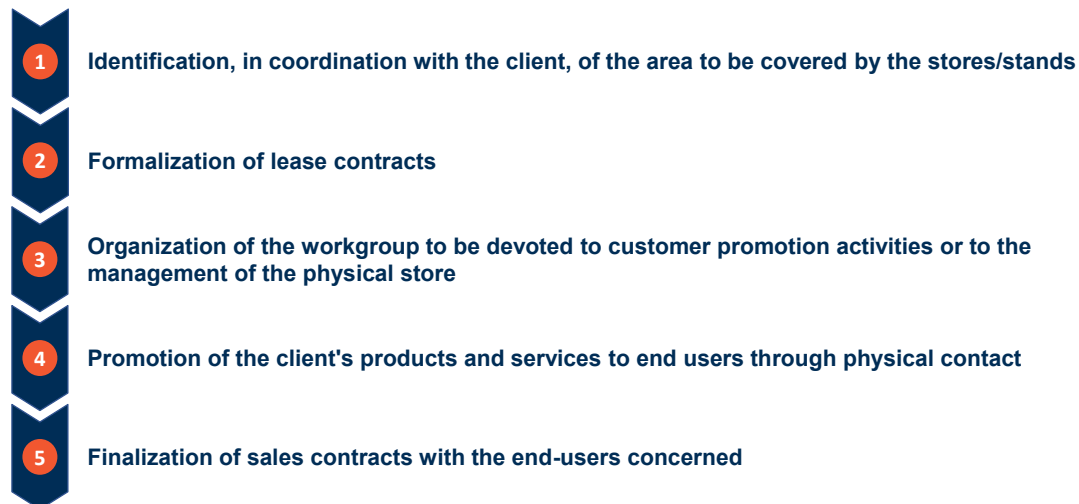 1
Identification, in coordination with the client, of the area to be covered by the stores/stands
2
Formalization of lease contracts
3
Organization of the workgroup to be devoted to customer promotion activities or to the
management of the physical store
4
Promotion of the client's products and services to end users through physical contact
5
Finalization of sales contracts with the end-users concerned